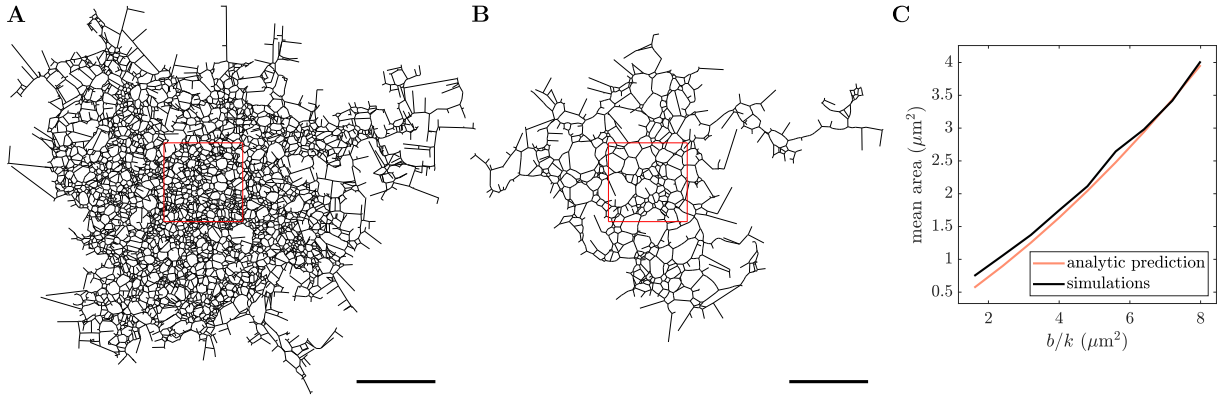 A
B
C
mean area (μm²)
4
3.5
3
2.5
2
1.5
1
0.5
analytic prediction
simulations
2
4
6
8
b/k (μm²)